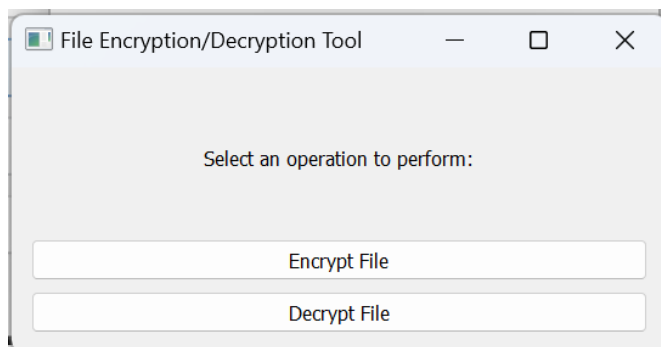 File Encryption/Decryption Tool
Select an operation to perform:
Encrypt File
Decrypt File